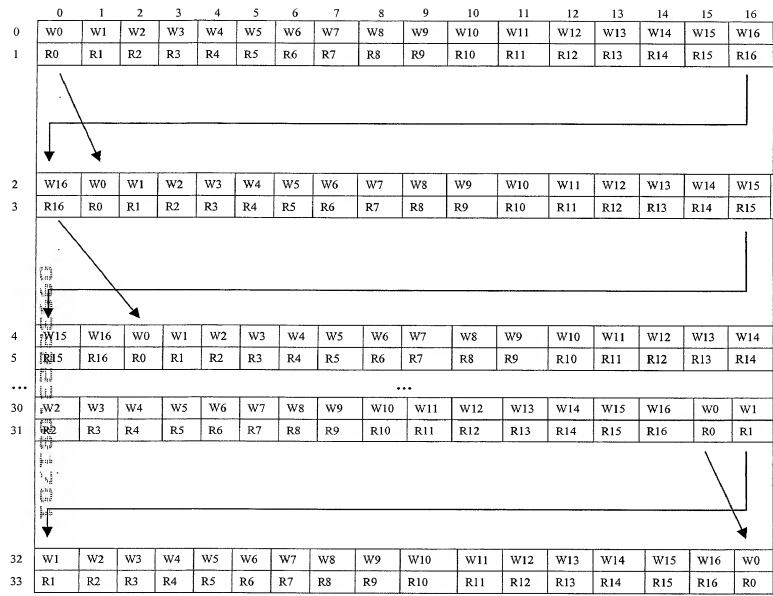 0 1 2 3 4 5 6 7 8 9 10 11 12 13 14 15 16
0 W0 W1 W2 W3 W4 W5 W6 W7 W8 W9 W10 W11 W12 W13 W14 W15 W16
1 R0 R1 R2 R3 R4 R5 R6 R7 R8 R9 R10 R11 R12 R13 R14 R15 R16
2 W16 W0 W1 W2 W3 W4 W5 W6 W7 W8 W9 W10 W11 W12 W13 W14 W15
3 R16 R0 R1 R2 R3 R4 R5 R6 R7 R8 R9 R10 R11 R12 R13 R14 R15
4 W15 W16 W0 W1 W2 W3 W4 W5 W6 W7 W8 W9 W10 W11 W12 W13 W14
5 R15 R16 R0 R1 R2 R3 R4 R5 R6 R7 R8 R9 R10 R11 R12 R13 R14
... ...
30 W2 W3 W4 W5 W6 W7 W8 W9 W10 W11 W12 W13 W14 W15 W16 W0 W1
31 R2 R3 R4 R6 R7 R8 R9 R10 R11 R12 R13 R14 R15 R16 R0 R1
32 W1 W2 W3 W4 W5 W6 W7 W8 W9 W10 W11 W12 W13 W14 W15 W16 W0
33 R1 R2 R3 R4 R5 R6 R7 R8 R9 R10 R11 R12 R13 R14 R15 R16 R0